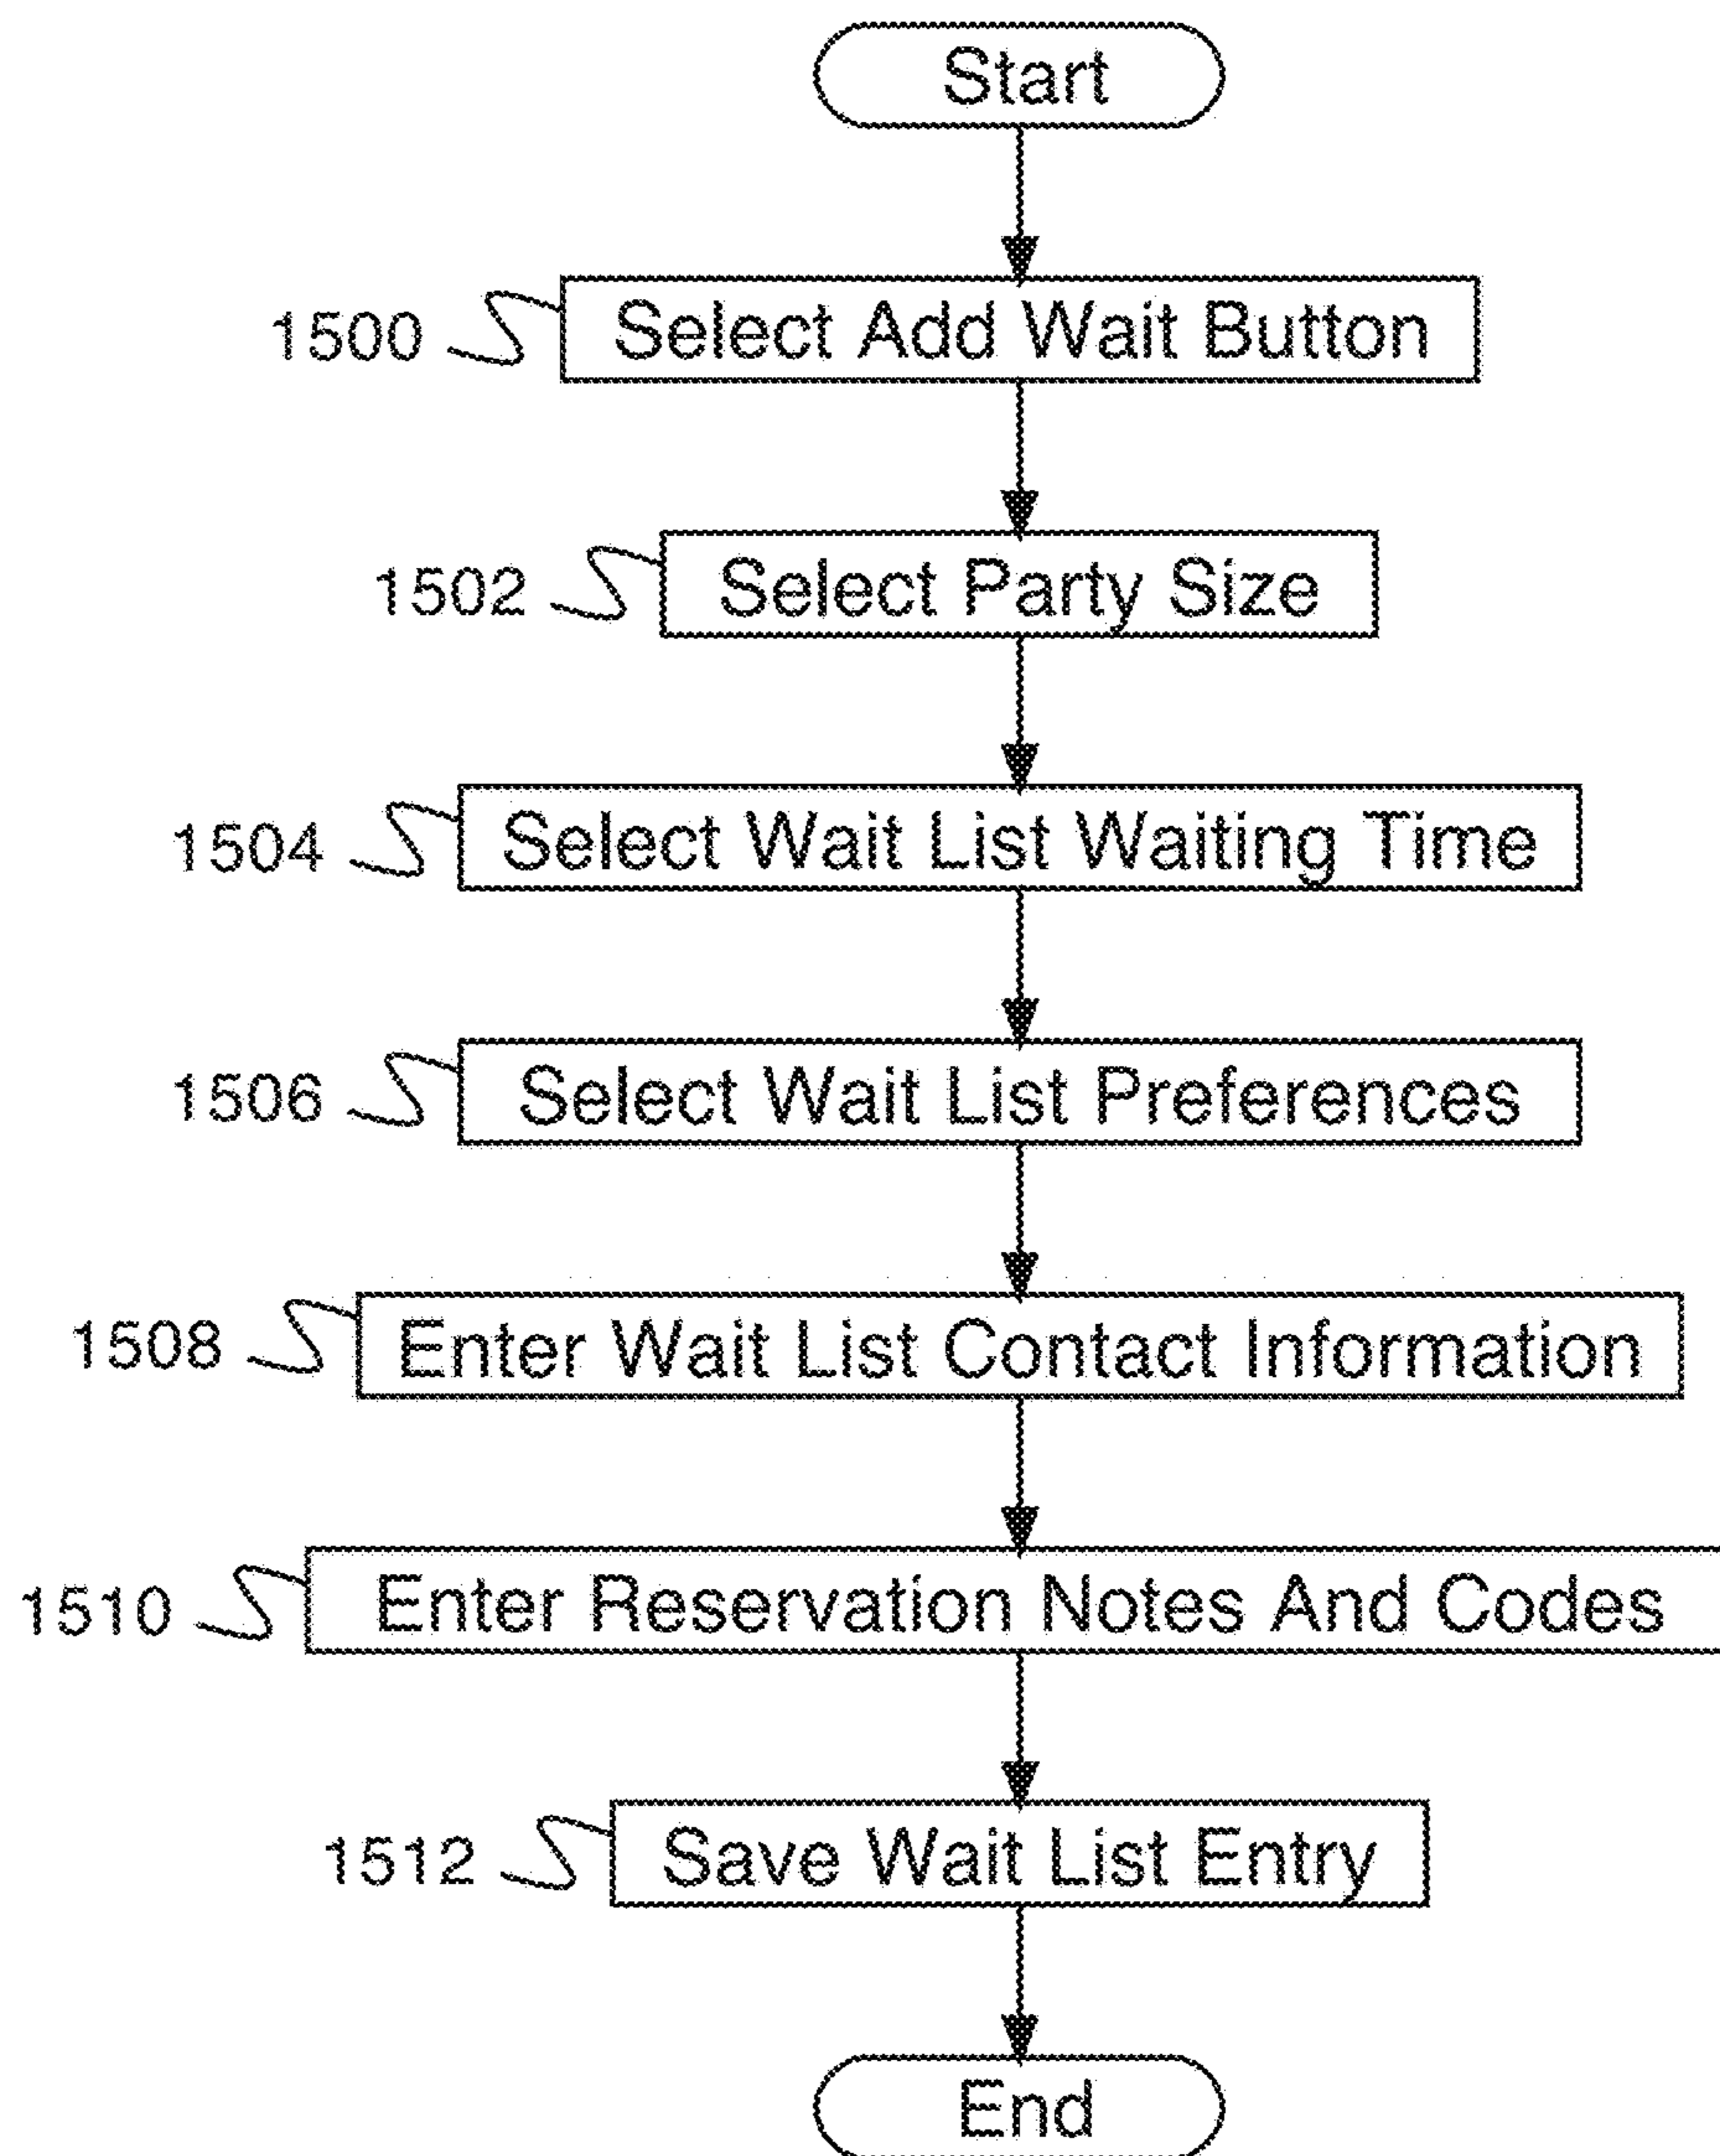 Start
1500 Select Add Wait Button
1502 Select Party Size
1504 Select Wait List Waiting Time
1506 Select Wait List Preferences
1508 Enter Wait List Contact Information
1510 Enter Reservation Notes And Codes
1512 Save Wait List Entry
End